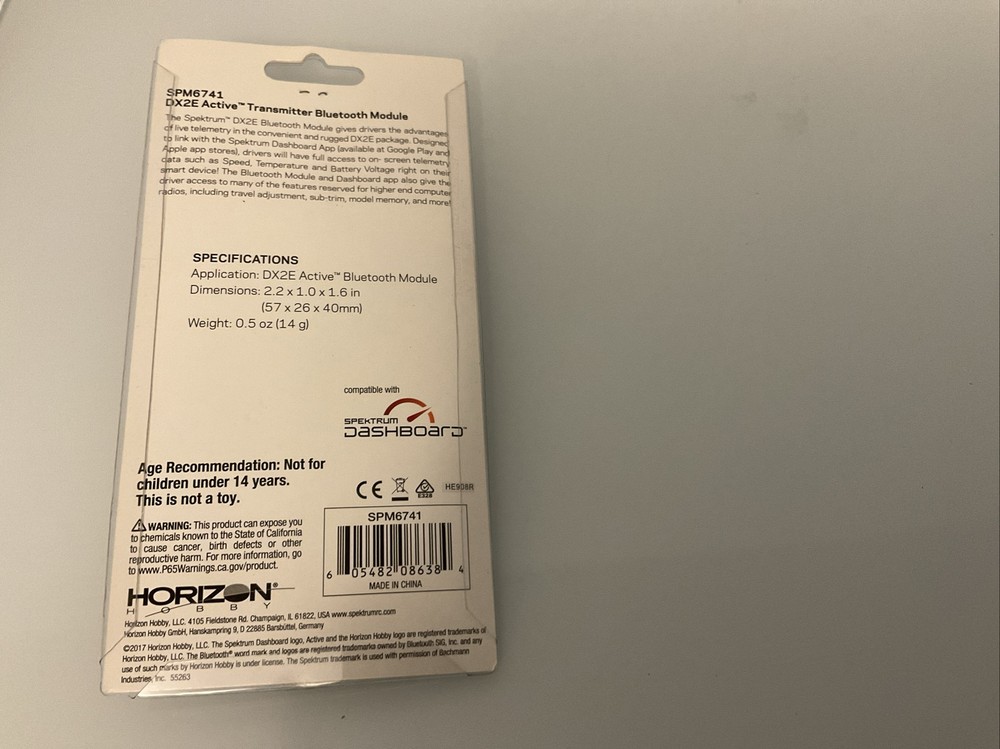 SPM6741
DX2E Active™ Transmitter Bluetooth Module
The Spektrum™ DX2E Bluetooth Module gives drivers the advantages
of live telemetry in the convenient and rugged DX2E package. Designed
to link with the Spektrum Dashboard App (available at Google Play and
Apple app stores), drivers will have full access to on- screen telemetry
data such as Speed, Temperature and Battery Voltage right on their
smart device! The Bluetooth Module and Dashboard app also give the
driver access to many of the features reserved for higher end computer
radios, including travel adjustment, sub-trim, model memory, and more!
SPECIFICATIONS
Application: DX2E Active™ Bluetooth Module
Dimensions: 2.2 x 1.0 x 1.6 in
(57 x 26 x 40mm)
Weight: 0.5 oz (14 g)
compatible with
SPEKTRUM
DASHBOARD™
Age Recommendation: Not for
children under 14 years.
This is not a toy.
CE E328 HE908R
⚠ WARNING: This product can expose you
to chemicals known to the State of California
to cause cancer, birth defects or other
reproductive harm. For more information, go
to www.P65Warnings.ca.gov/product.
SPM6741
6 05482 08638 4
MADE IN CHINA
HORIZON®
HOBBY
Horizon Hobby, LLC. 4105 Fieldstone Rd. Champaign, IL 61822, USA www.spektrumrc.com
Horizon Hobby GmbH, Hanskampring 9, D 22885 Barsbüttel, Germany
©2017 Horizon Hobby, LLC. The Spektrum Dashboard logo, Active and the Horizon Hobby logo are registered trademarks of
Horizon Hobby, LLC. The Bluetooth® word mark and logos are registered trademarks owned by Bluetooth SIG, Inc. and any
use of such marks by Horizon Hobby is under license. The Spektrum trademark is used with permission of Bachmann
Industries, Inc. 55263